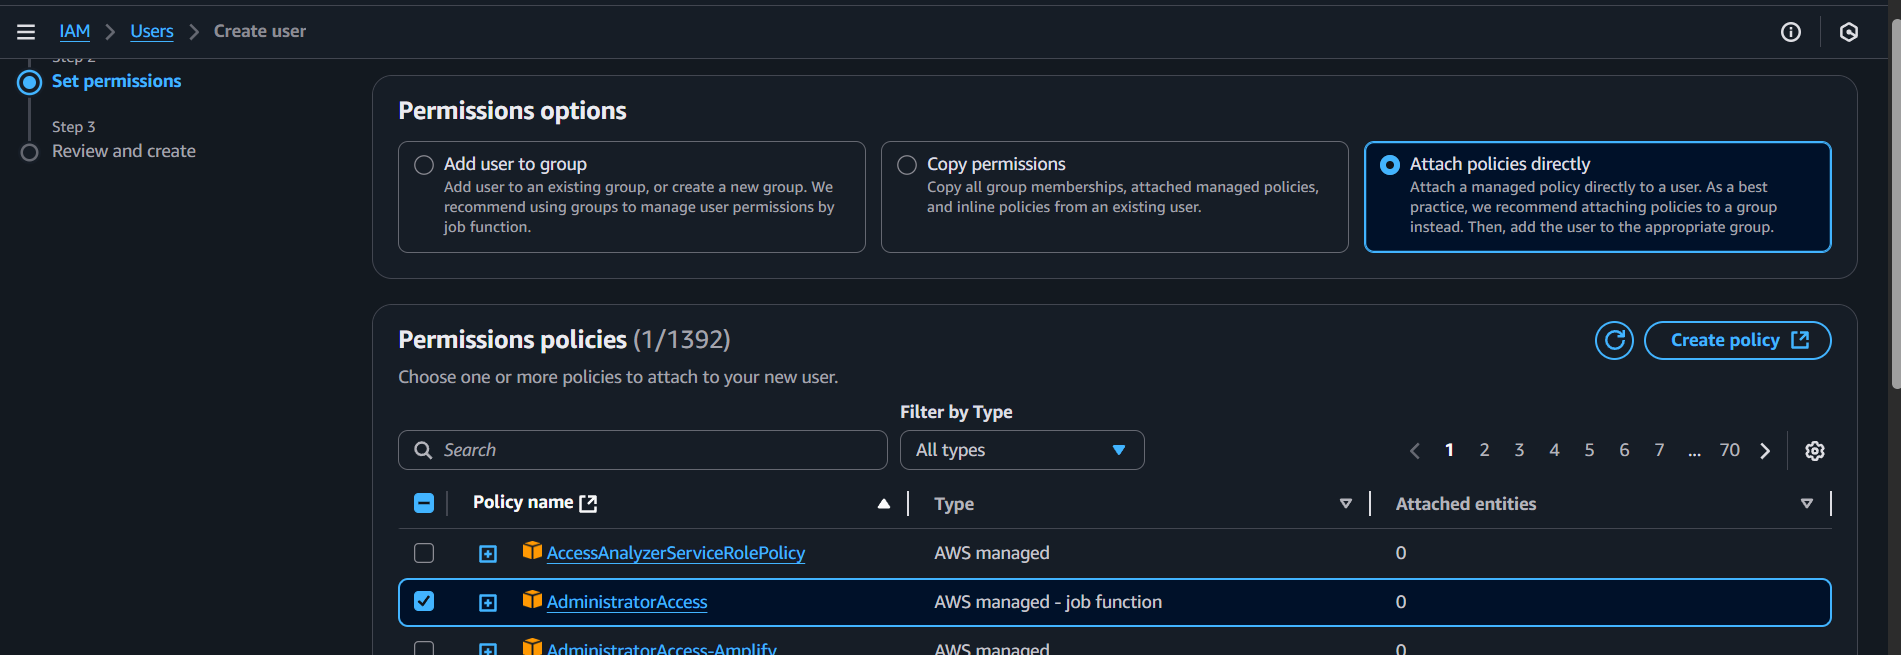 IAM > Users > Create user
Step 2
Set permissions
Step 3
Review and create
Permissions options
Add user to group
Add user to an existing group, or create a new group. We
recommend using groups to manage user permissions by
job function.
Copy permissions
Copy all group memberships, attached managed policies,
and inline policies from an existing user.
Attach policies directly
Attach a managed policy directly to a user. As a best
practice, we recommend attaching policies to a group
instead. Then, add the user to the appropriate group.
Permissions policies (1/1392)
Create policy
Choose one or more policies to attach to your new user.
Filter by Type
Search
All types
1 2 3 4 5 6 7 ... 70
Policy name Type Attached entities
AccessAnalyzerServiceRolePolicy AWS managed 0
AdministratorAccess AWS managed - job function 0
AdministratorAccess-Amplify AWS managed 0